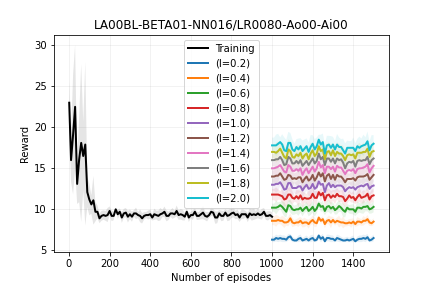 LA00BL-BETA01-NN016/LR0080-Ao00-Ai00
Reward
30
25
20
15
10
5
Training
(l=0.2)
(l=0.4)
(l=0.6)
(l=0.8)
(l=1.0)
(l=1.2)
(l=1.4)
(l=1.6)
(l=1.8)
(l=2.0)
0 200 400 600 800 1000 1200 1400
Number of episodes